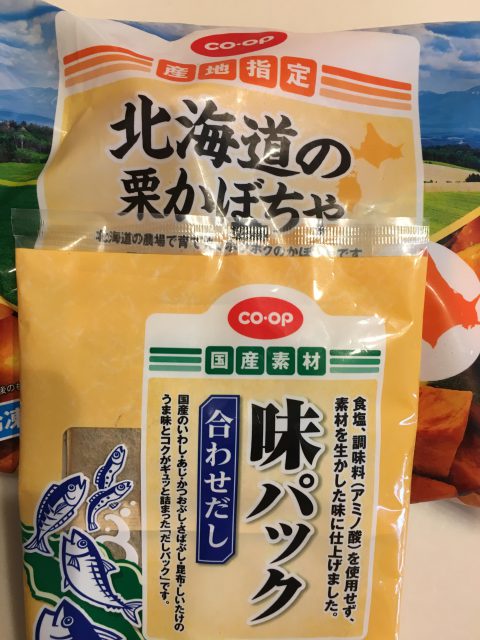 CO・OP
産地指定
北海道の
栗かぼちゃ
北海道の農場で育て
です
CO・OP
国産素材
食塩、調味料(アミノ酸)を使用せず、
素材を生かした味に仕上げました。
味パック
合わせだし
国産のいわし・あじ・かつおぶし・さばぶし・昆布・しいたけの
うま味とコクがギュッと詰まった「だしパック」です。